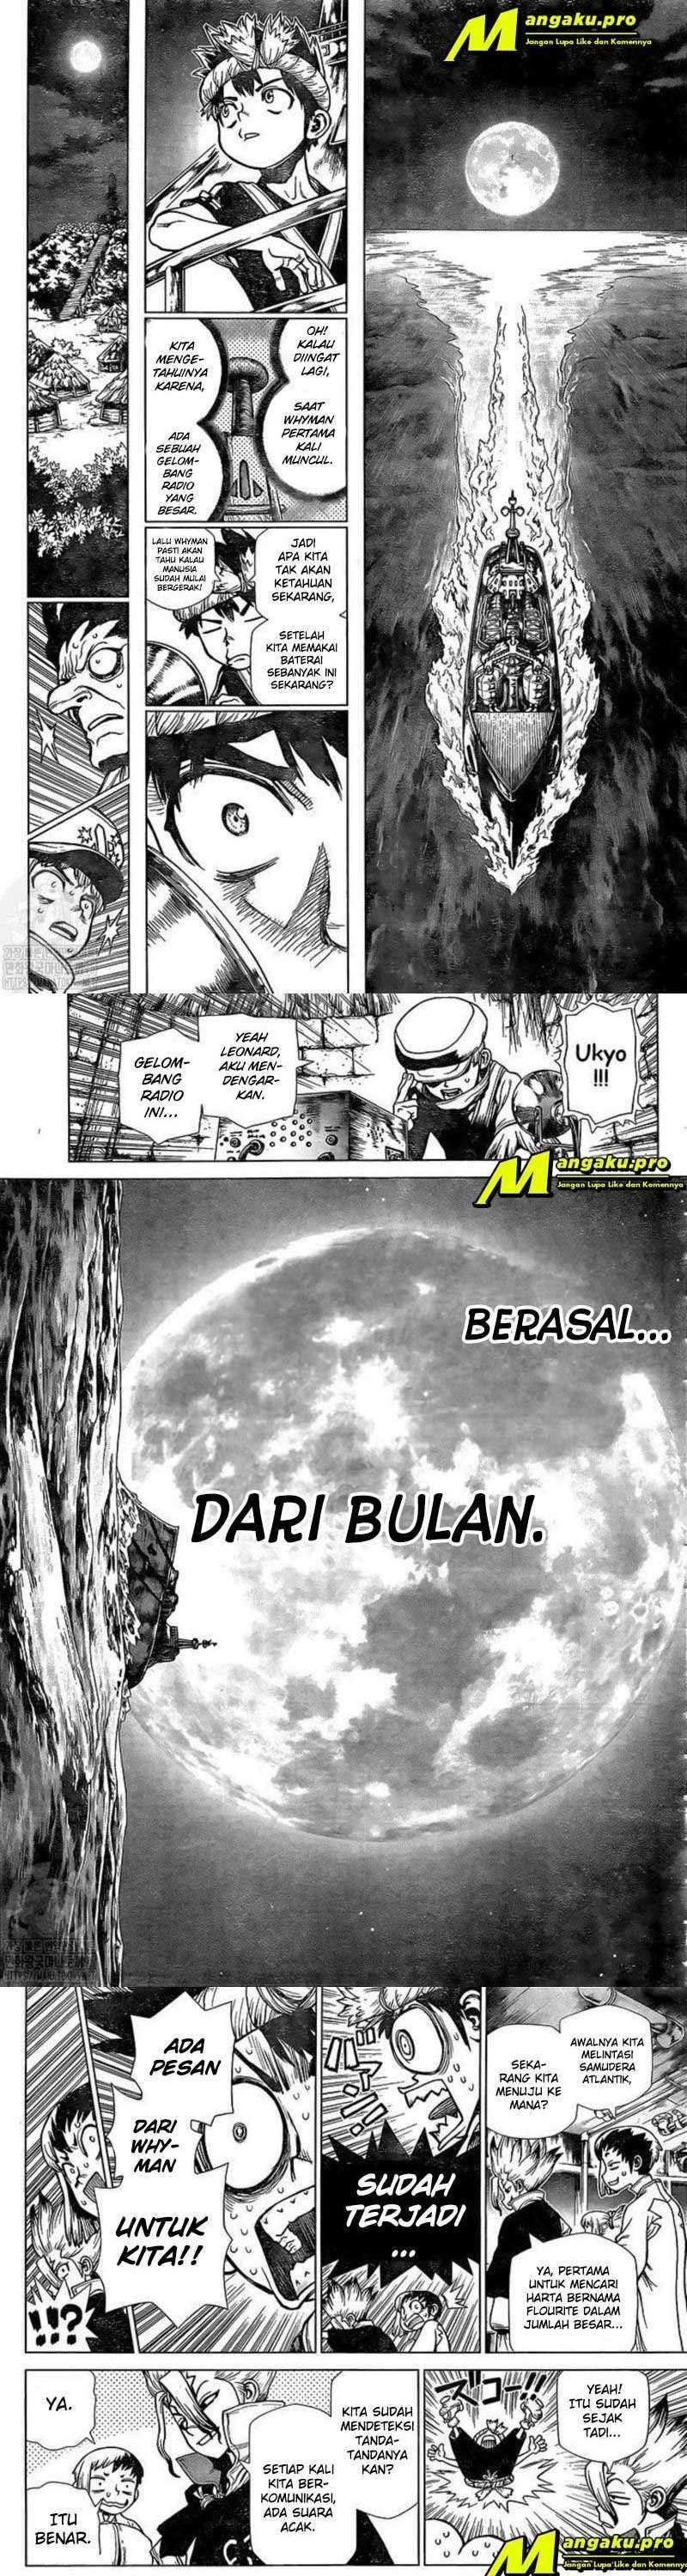 Mangaku.pro
Jangan Lupa Like dan Komennya
OH!
KALAU
DIINGAT
LAGI,
SAAT
WHYMAN
PERTAMA
KALI
MUNCUL.
KITA
MENGE-
TAHUINYA
KARENA,
ADA
SEBUAH
GELOM-
BANG
RADIO
YANG
BESAR.
JADI
APA KITA
TAK AKAN
KETAHUAN
SEKARANG,
SETELAH
KITA MEMAKAI
BATERAI
SEBANYAK INI
SEKARANG?
LALU WHYMAN
PASTI AKAN
TAHU KALAU
MANUSIA
SUDAH MULAI
BERGERAK!
Ukyo
!!!
YEAH
LEONARD,
AKU MEN-
DENGAR-
KAN.
GELOM-
BANG
RADIO
INI...
Mangaku.pro
Jangan Lupa Like dan Komennya
BERASAL...
DARI BULAN.
AWALNYA KITA
MELINTASI
SAMUDERA
ATLANTIK,
SEKA-
RANG KITA
MENUJU KE
MANA?
YA, PERTAMA
UNTUK MENCARI
HARTA BERNAMA
FLOURITE DALAM
JUMLAH BESAR...
SUDAH
TERJADI
...
ADA
PESAN
DARI
WHY-
MAN
UNTUK
KITA!!
!!?
YEAH!
ITU SUDAH
SEJAK
TADI...
ズコー!!
KITA SUDAH
MENDETEKSI
TANDA-
TANDANYA
KAN?
SETIAP KALI
KITA BER-
KOMUNIKASI,
ADA SUARA
ACAK.
YA.
ITU
BENAR.
Mangaku.pro
Jangan Lupa Like dan Komennya